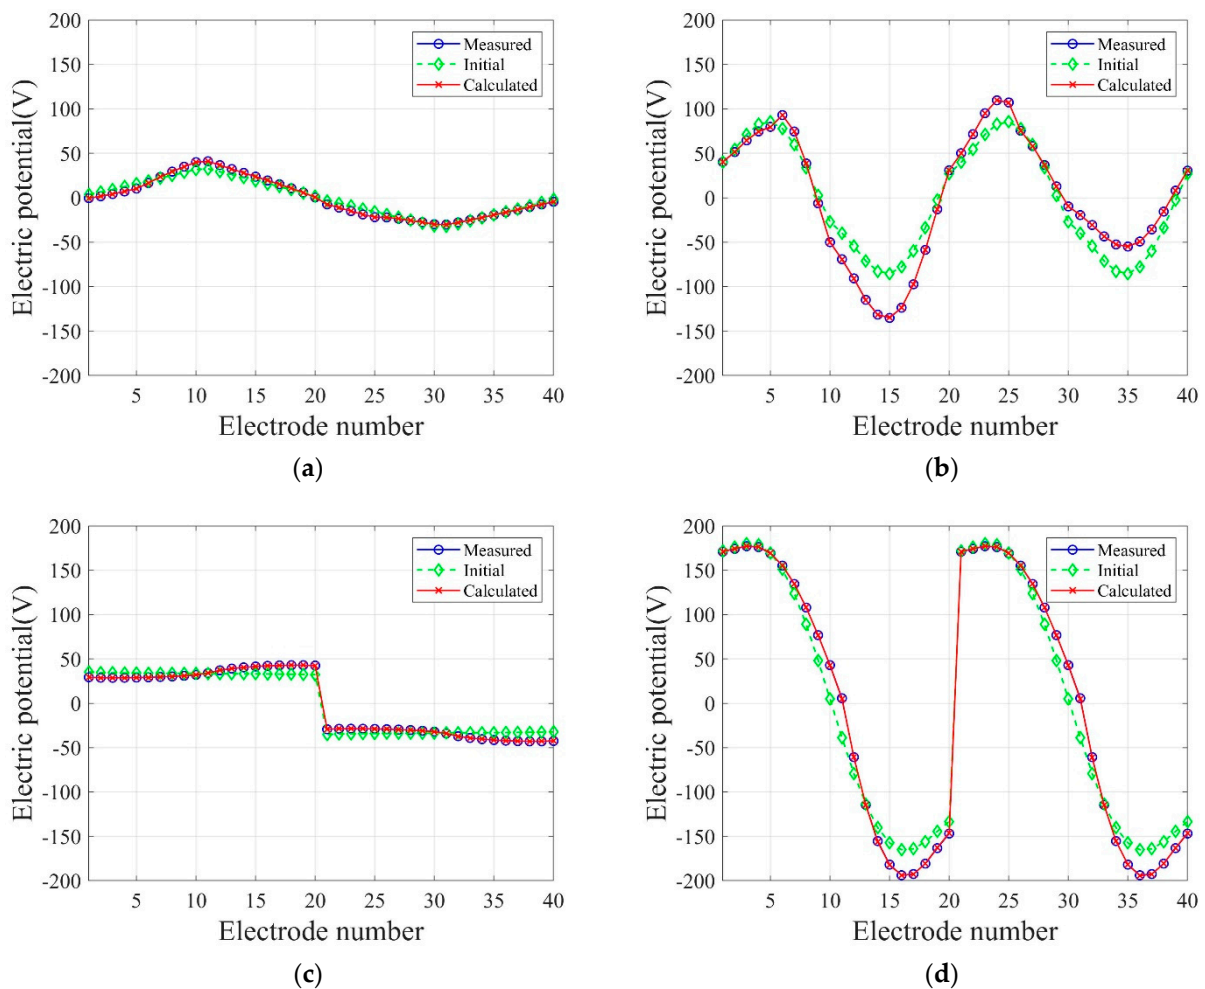 200
150
100
50
0
-50
-100
-150
-200
Electric potential(V)
Measured
Initial
Calculated
5 10 15 20 25 30 35 40
Electrode number
(a)
200
150
100
50
0
-50
-100
-150
-200
Electric potential(V)
Measured
Initial
Calculated
5 10 15 20 25 30 35 40
Electrode number
(b)
200
150
100
50
0
-50
-100
-150
-200
Electric potential(V)
Measured
Initial
Calculated
5 10 15 20 25 30 35 40
Electrode number
(c)
200
150
100
50
0
-50
-100
-150
-200
Electric potential(V)
Measured
Initial
Calculated
5 10 15 20 25 30 35 40
Electrode number
(d)